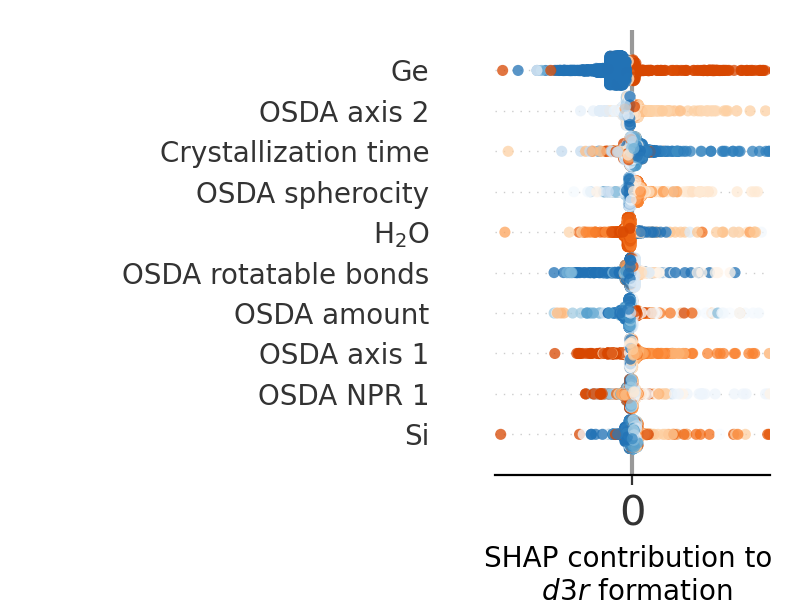 Ge
OSDA axis 2
Crystallization time
OSDA spherocity
H₂O
OSDA rotatable bonds
OSDA amount
OSDA axis 1
OSDA NPR 1
Si
0
SHAP contribution to
d3r formation